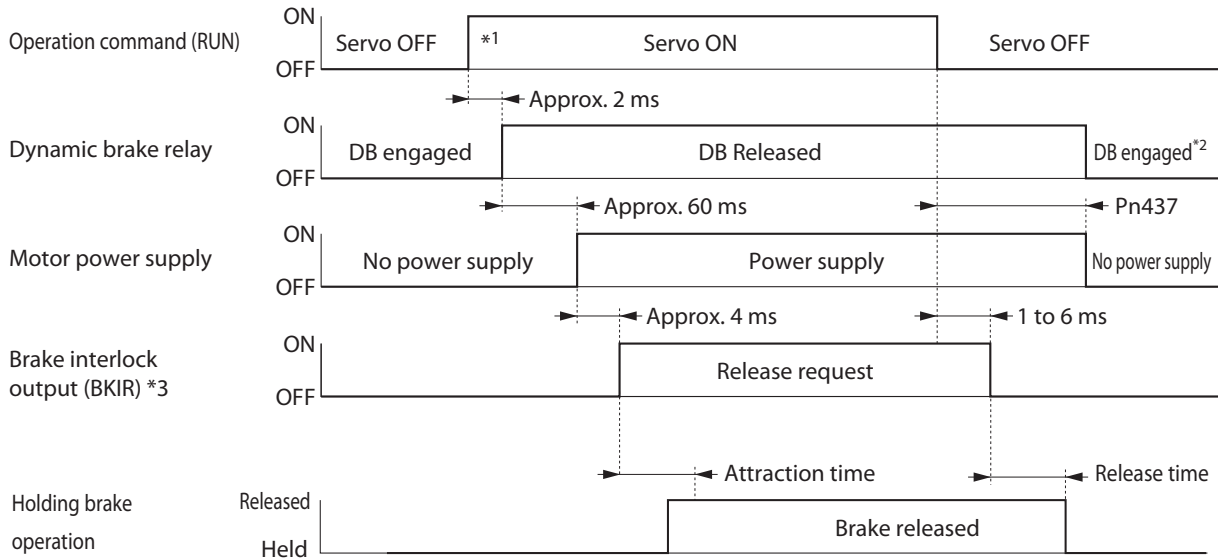 ON
Operation command (RUN)
Servo OFF
*1
Servo ON
Servo OFF
OFF
Approx. 2 ms
ON
Dynamic brake relay
DB engaged
DB Released
DB engaged*2
OFF
Approx. 60 ms
Pn437
ON
Motor power supply
No power supply
Power supply
No power supply
OFF
Approx. 4 ms
1 to 6 ms
ON
Brake interlock
output (BKIR) *3
Release request
OFF
Attraction time
Release time
Holding brake
operation
Released
Brake released
Held